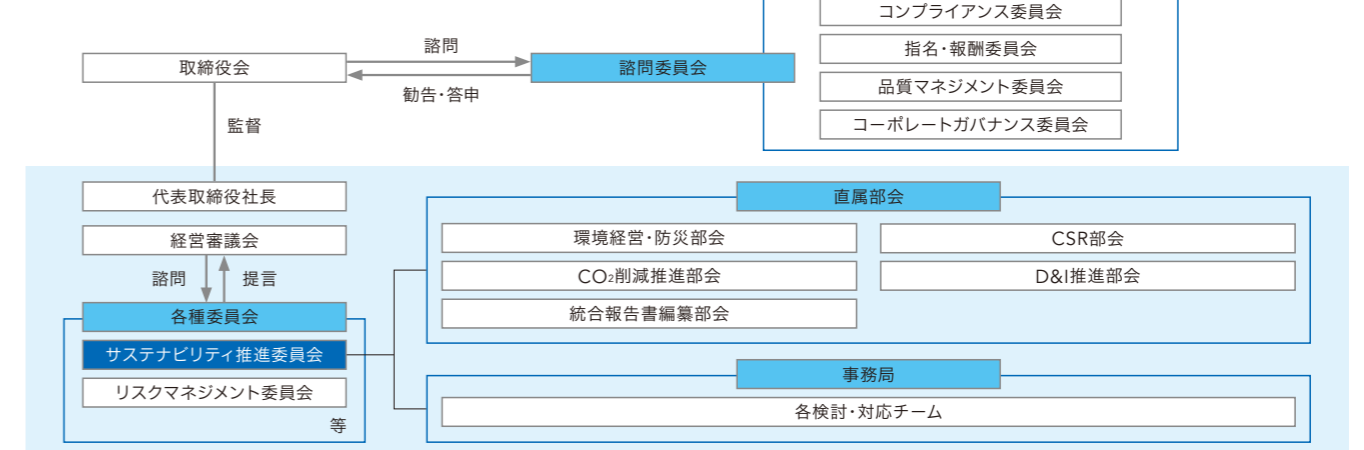 コンプライアンス委員会
指名・報酬委員会
品質マネジメント委員会
コーポレートガバナンス委員会
取締役会
諮問
勧告・答申
諮問委員会
監督
代表取締役社長
経営審議会
諮問
提言
各種委員会
サステナビリティ推進委員会
リスクマネジメント委員会
等
直属部会
環境経営・防災部会
CSR部会
CO₂削減推進部会
D&I推進部会
統合報告書編纂部会
事務局
各検討・対応チーム